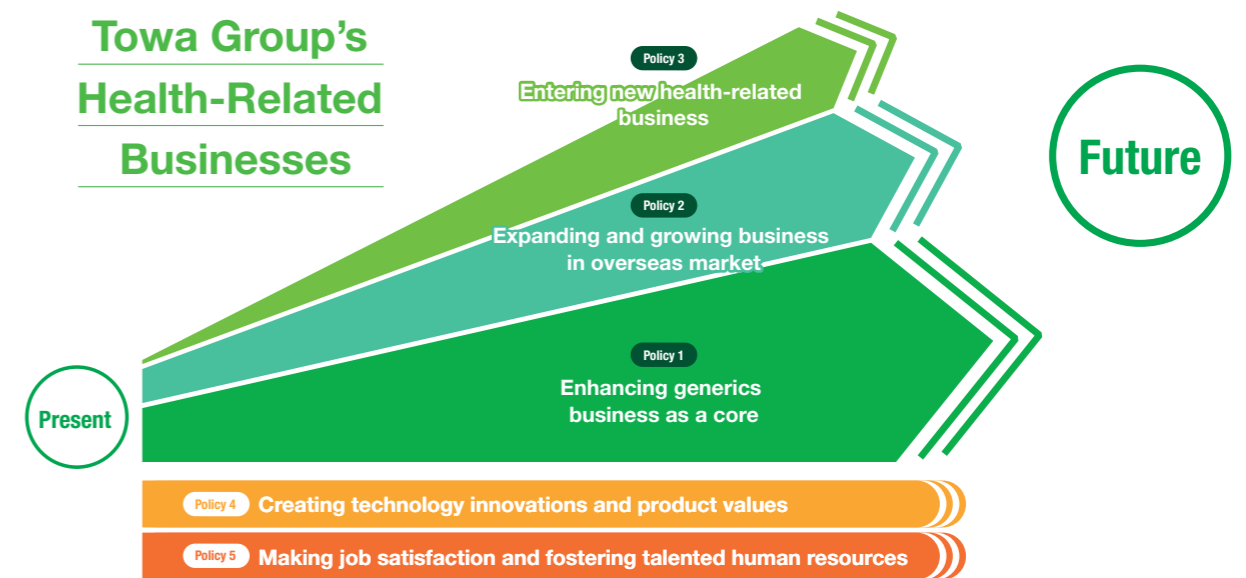 Towa Group's
Health-Related
Businesses
Policy 3
Entering new health-related
business
Future
Policy 2
Expanding and growing business
in overseas market
Policy 1
Enhancing generics
business as a core
Present
Policy 4 Creating technology innovations and product values
Policy 5 Making job satisfaction and fostering talented human resources